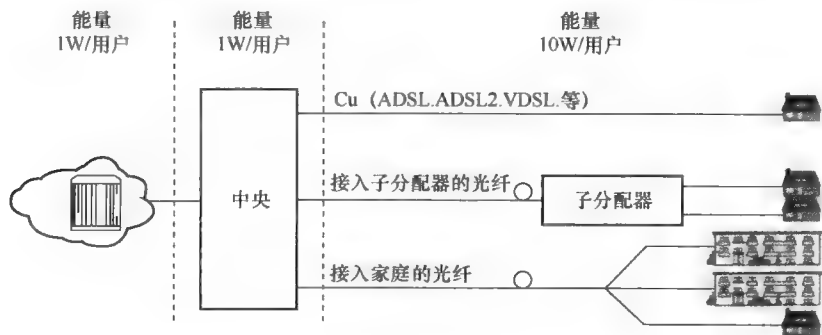 能量
1W/用户
能量
1W/用户
能量
10W/用户
Cu（ADSL.ADSL2.VDSL.等）
中央
接入子分配器的光纤
子分配器
接入家庭的光纤